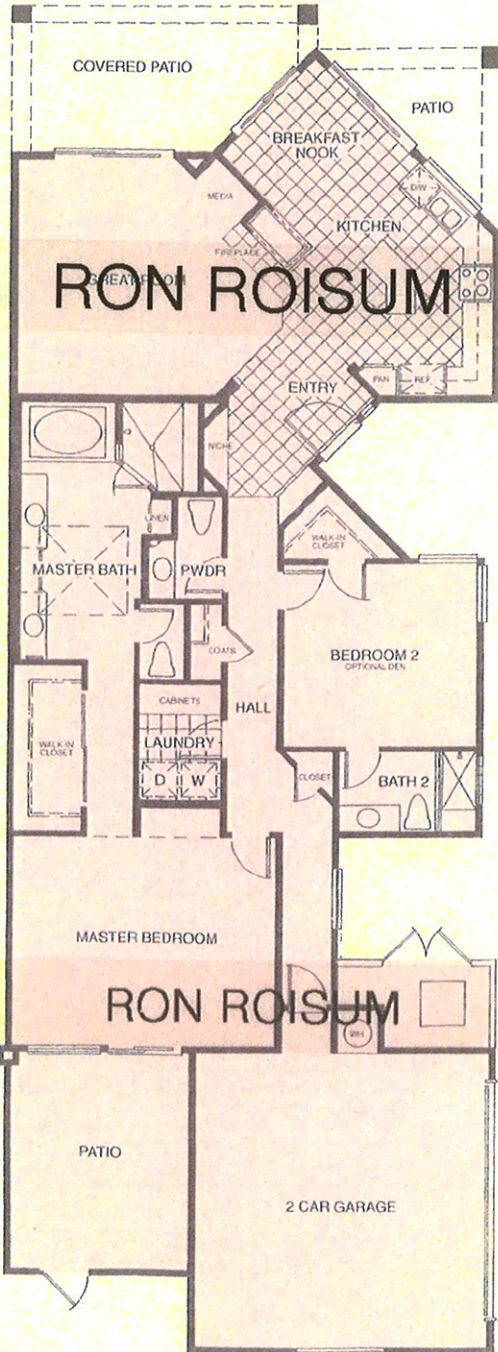 COVERED PATIO
PATIO
BREAKFAST
NOOK
D/W
MEDIA
KITCHEN
FIREPLACE
RON ROISUM
GREAT ROOM
ENTRY
PAN
REF.
NICHE
LINEN
WALK-IN
CLOSET
MASTER BATH
PWDR
BEDROOM 2
OPTIONAL DEN
COATS
CABINETS
HALL
WALK-IN
CLOSET
LAUNDRY
D
W
CLOSET
BATH 2
MASTER BEDROOM
RON ROISUM
WH
PATIO
2 CAR GARAGE